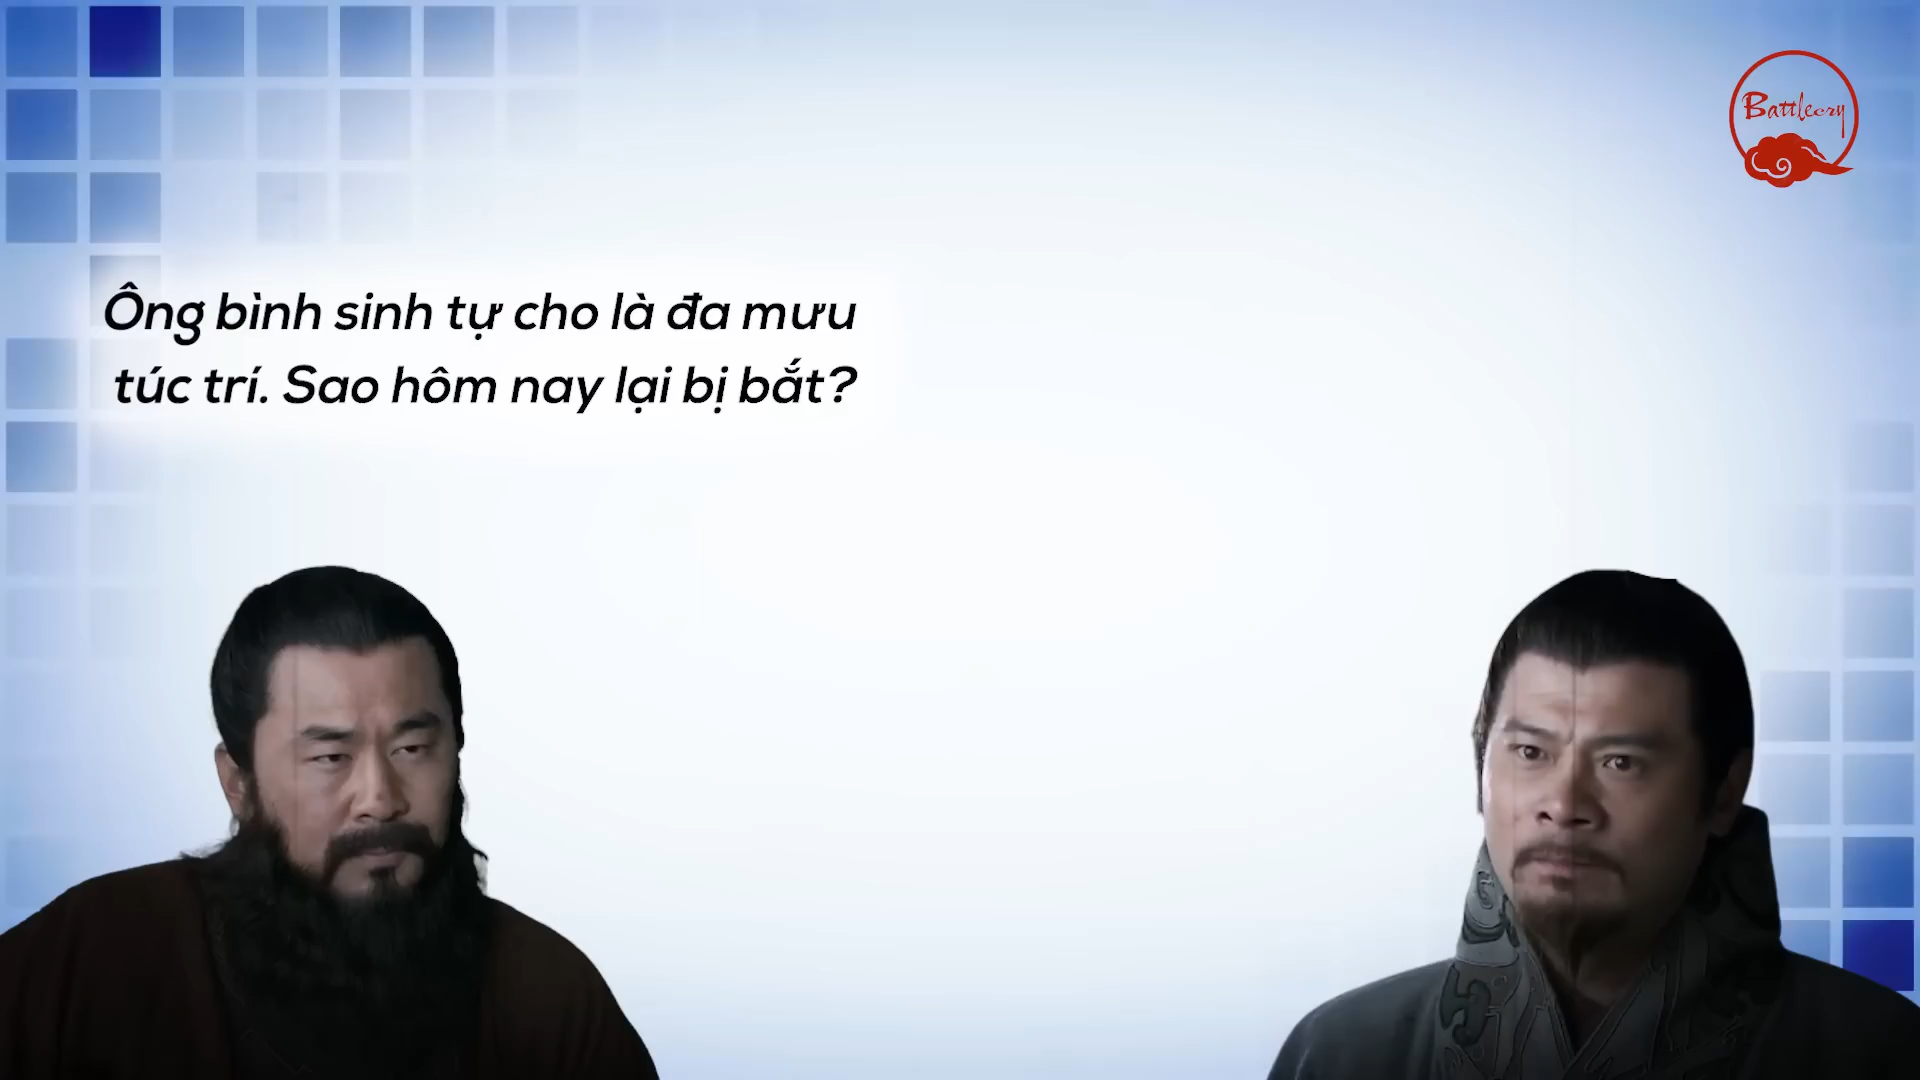 Battlecry
Ông bình sinh tự cho là đa mưu
túc trí. Sao hôm nay lại bị bắt?